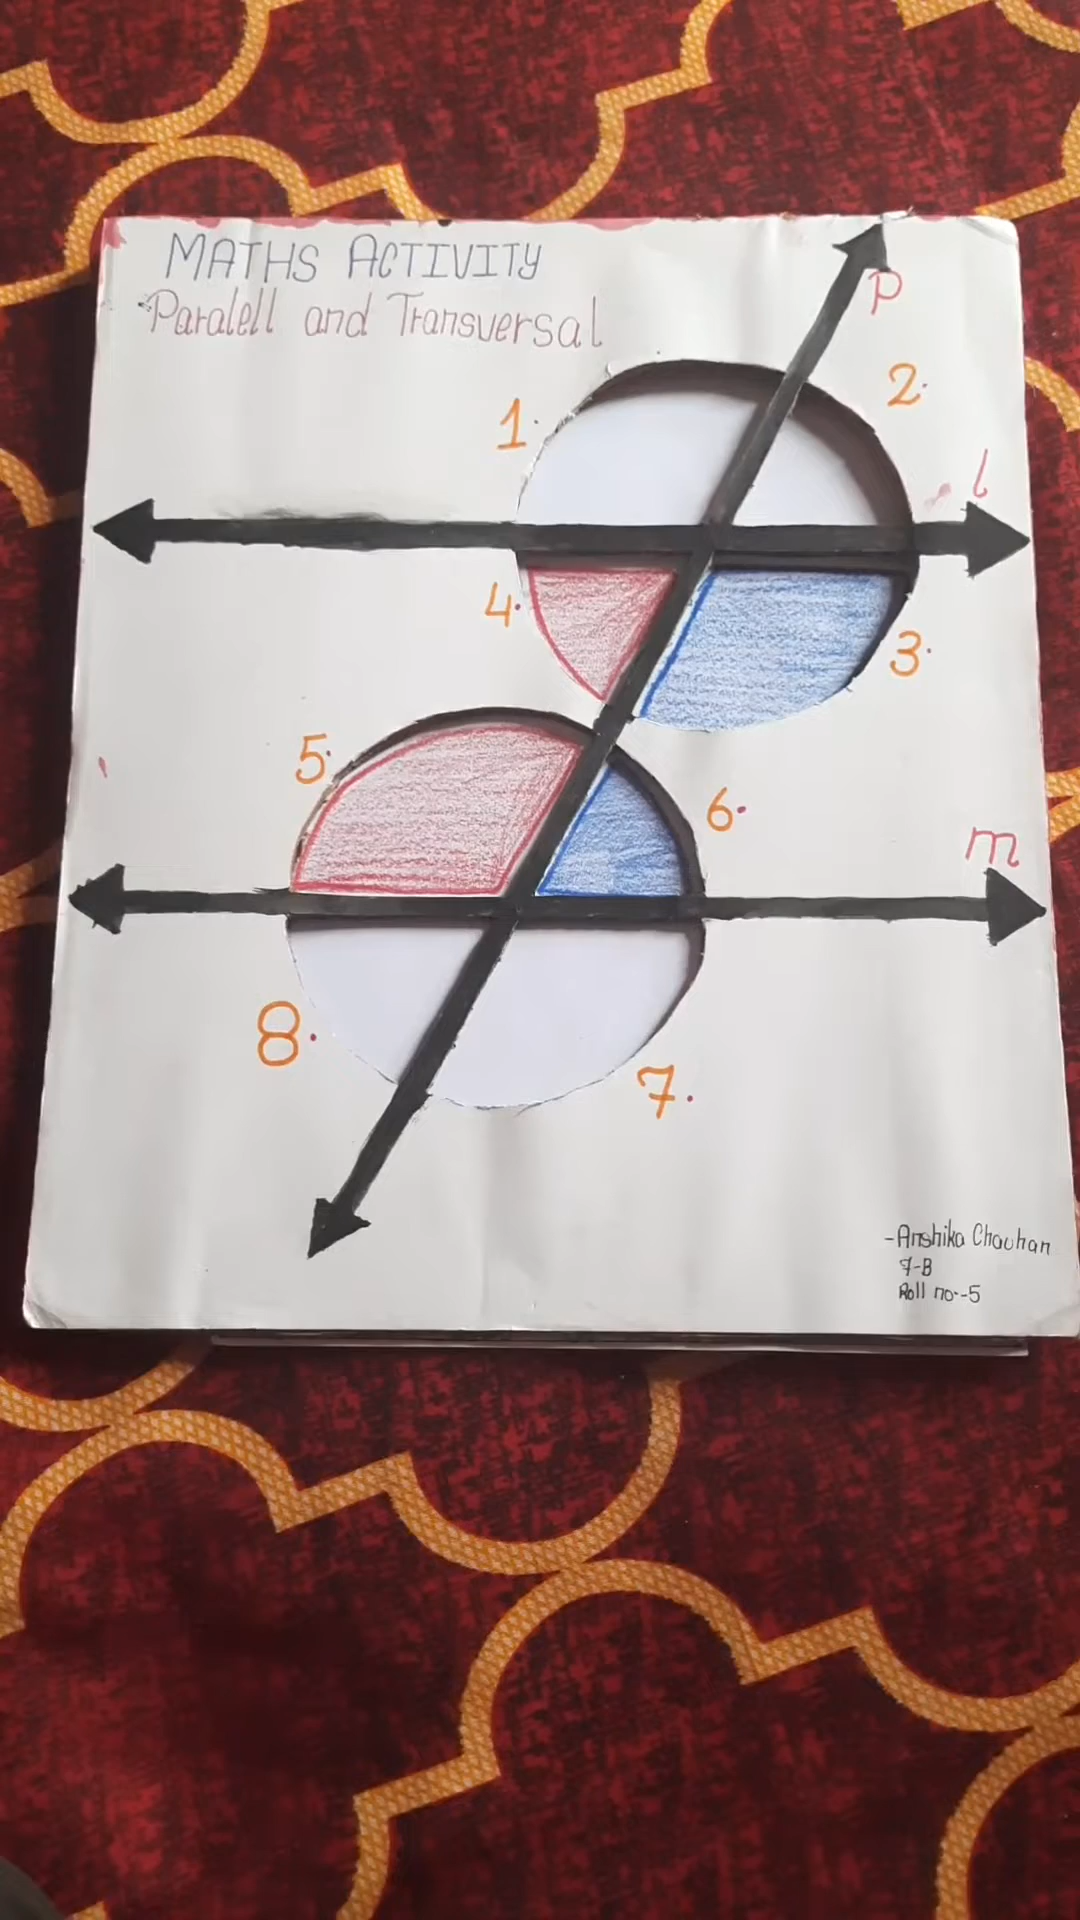 MATHS ACTIVITY
Paralell and Transversal
p
2.
1.
l
4.
3.
5.
6.
m
8.
7.
-Anshika Chauhan
7-B
Roll no.-5